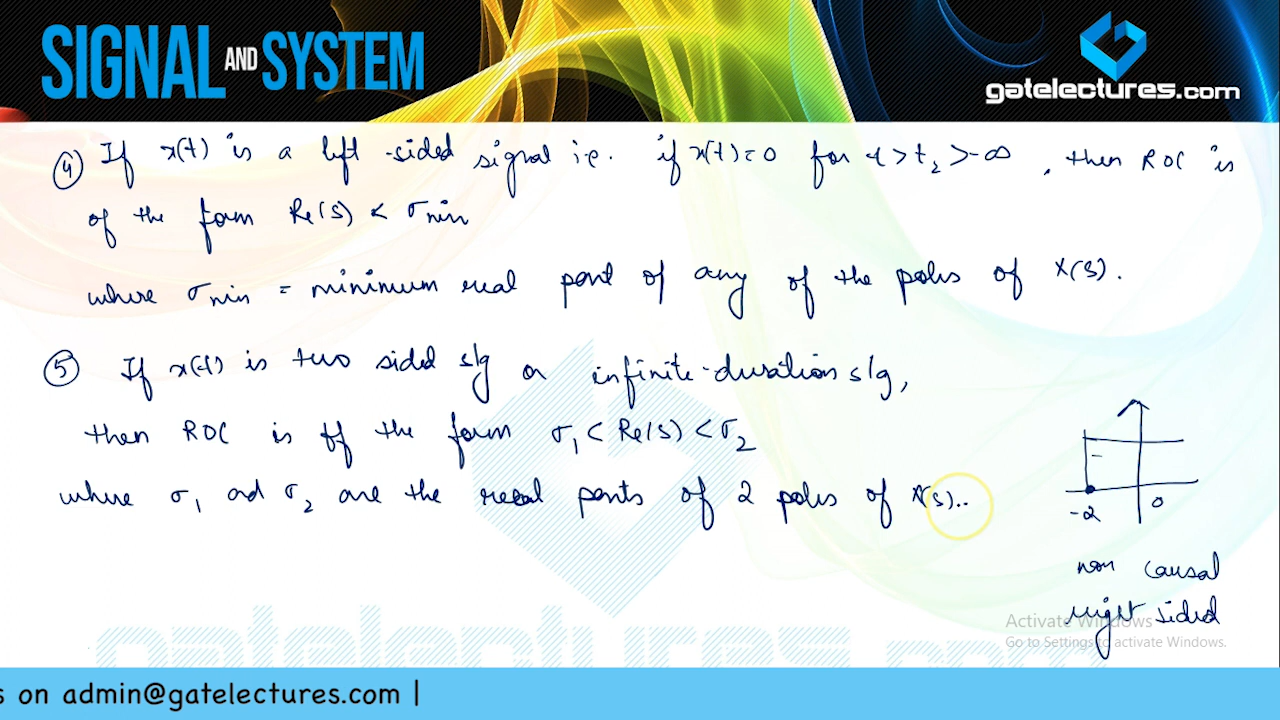 SIGNAL AND SYSTEM
gatelectures.com
④ If x(t) is a left-sided signal i.e. if x(t)=0 for t>t₂>-∞, then ROC is
of the form Re(s) < σmin
where σmin = minimum real part of any of the poles of X(s).
⑤ If x(t) is two sided s/g or infinite-duration s/g,
then ROC is of the form σ₁ < Re(s) < σ₂
where σ₁ and σ₂ are the real parts of 2 poles of X(s)..
-2 0
non causal
right sided
Activate Windows
Go to Settings to activate Windows.
gatelectures.com
s on admin@gatelectures.com |